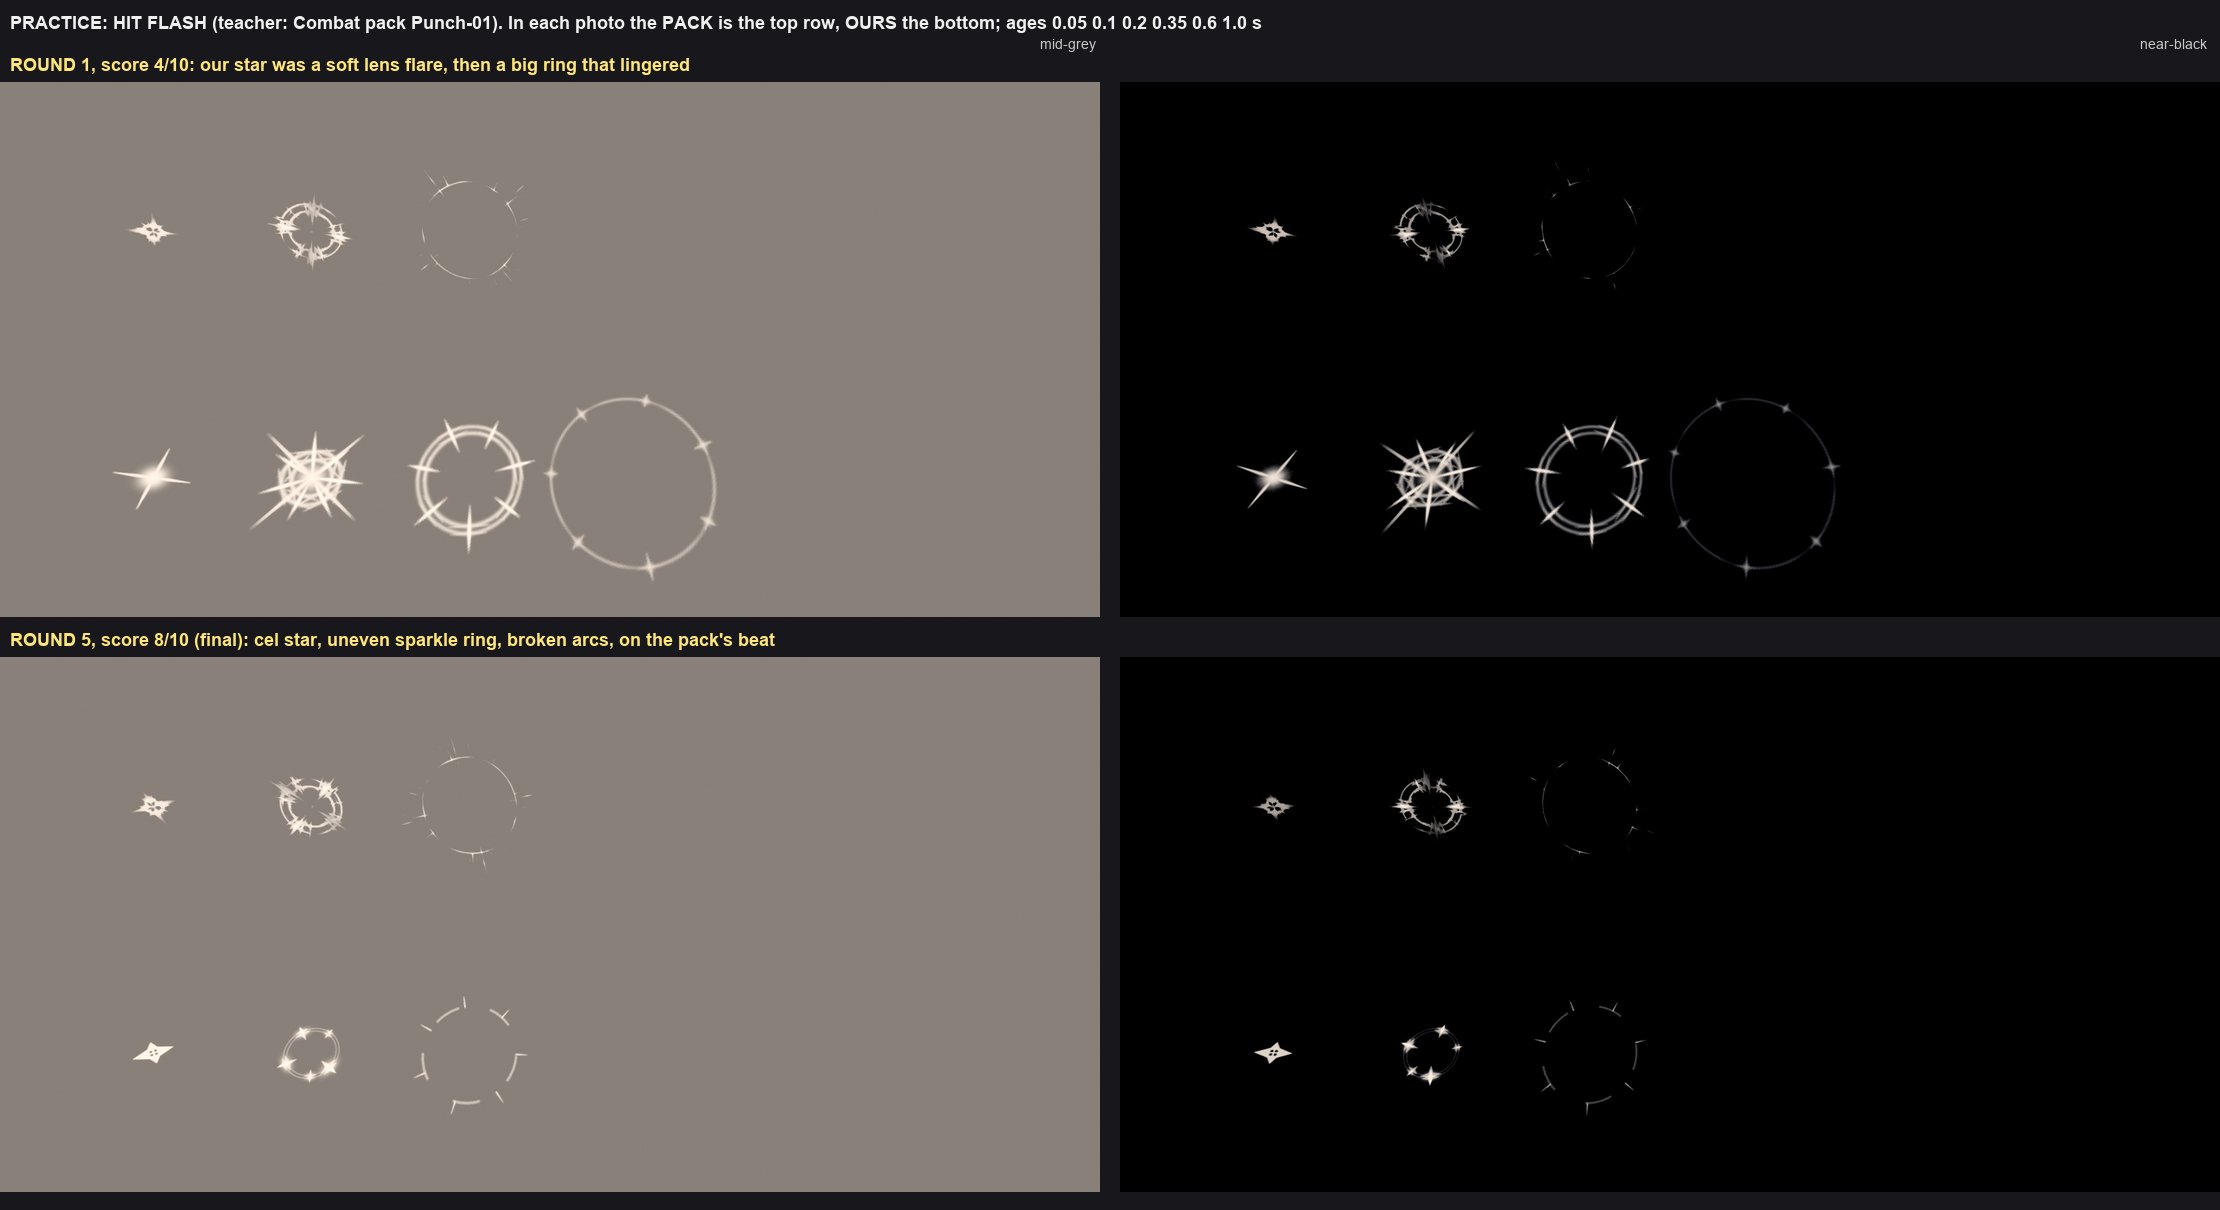 PRACTICE: HIT FLASH (teacher: Combat pack Punch-01). In each photo the PACK is the top row, OURS the bottom; ages 0.05 0.1 0.2 0.35 0.6 1.0 s
mid-grey
near-black
ROUND 1, score 4/10: our star was a soft lens flare, then a big ring that lingered
ROUND 5, score 8/10 (final): cel star, uneven sparkle ring, broken arcs, on the pack's beat